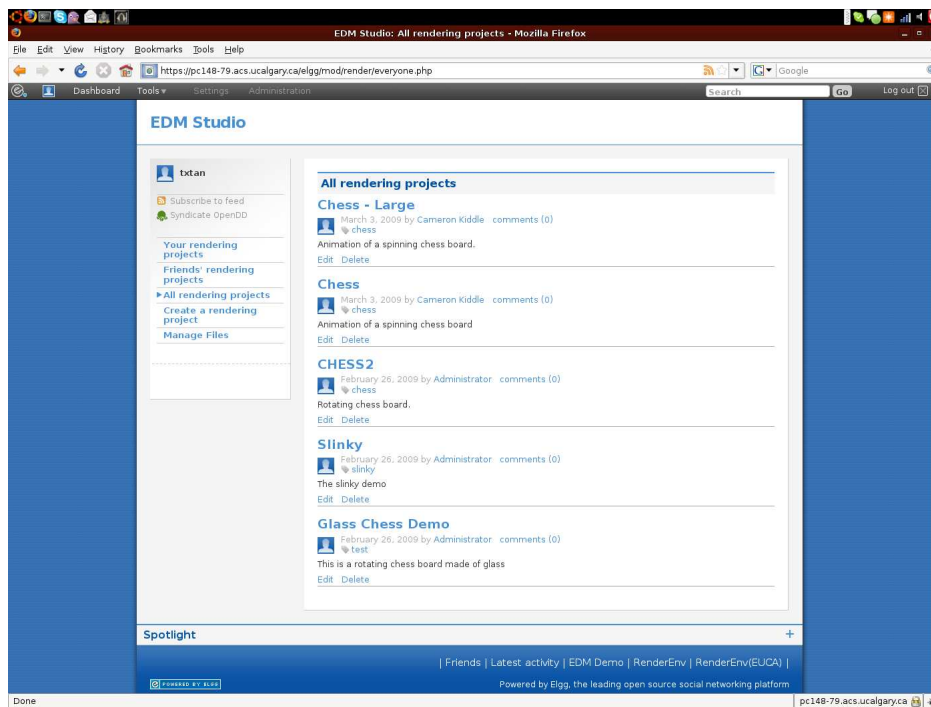 EDM Studio: All rendering projects - Mozilla Firefox
File Edit View History Bookmarks Tools Help
https://pc148-79.acs.ucalgary.ca/elgg/mod/render/everyone.php
Google
Dashboard Tools Settings Administration Search Go Log out
EDM Studio
txtan
Subscribe to feed
Syndicate OpenDD
Your rendering
projects
Friends' rendering
projects
All rendering projects
Create a rendering
project
Manage Files
All rendering projects
Chess - Large
March 3, 2009 by Cameron Kiddle comments (0)
chess
Animation of a spinning chess board.
Edit Delete
Chess
March 3, 2009 by Cameron Kiddle comments (0)
chess
Animation of a spinning chess board
Edit Delete
CHESS2
February 26, 2009 by Administrator comments (0)
chess
Rotating chess board.
Edit Delete
Slinky
February 26, 2009 by Administrator comments (0)
slinky
The slinky demo
Edit Delete
Glass Chess Demo
February 26, 2009 by Administrator comments (0)
test
This is a rotating chess board made of glass
Edit Delete
Spotlight
| Friends | Latest activity | EDM Demo | RenderEnv | RenderEnv(EUCA) |
POWERED BY ELGG
Powered by Elgg, the leading open source social networking platform
Done
pc148-79.acs.ucalgary.ca